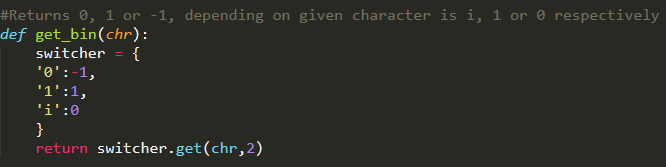 #Returns 0, 1 or -1, depending on given character is i, 1 or 0 respectively
def get_bin(chr):
    switcher = {
    '0':-1,
    '1':1,
    'i':0
    }
    return switcher.get(chr,2)